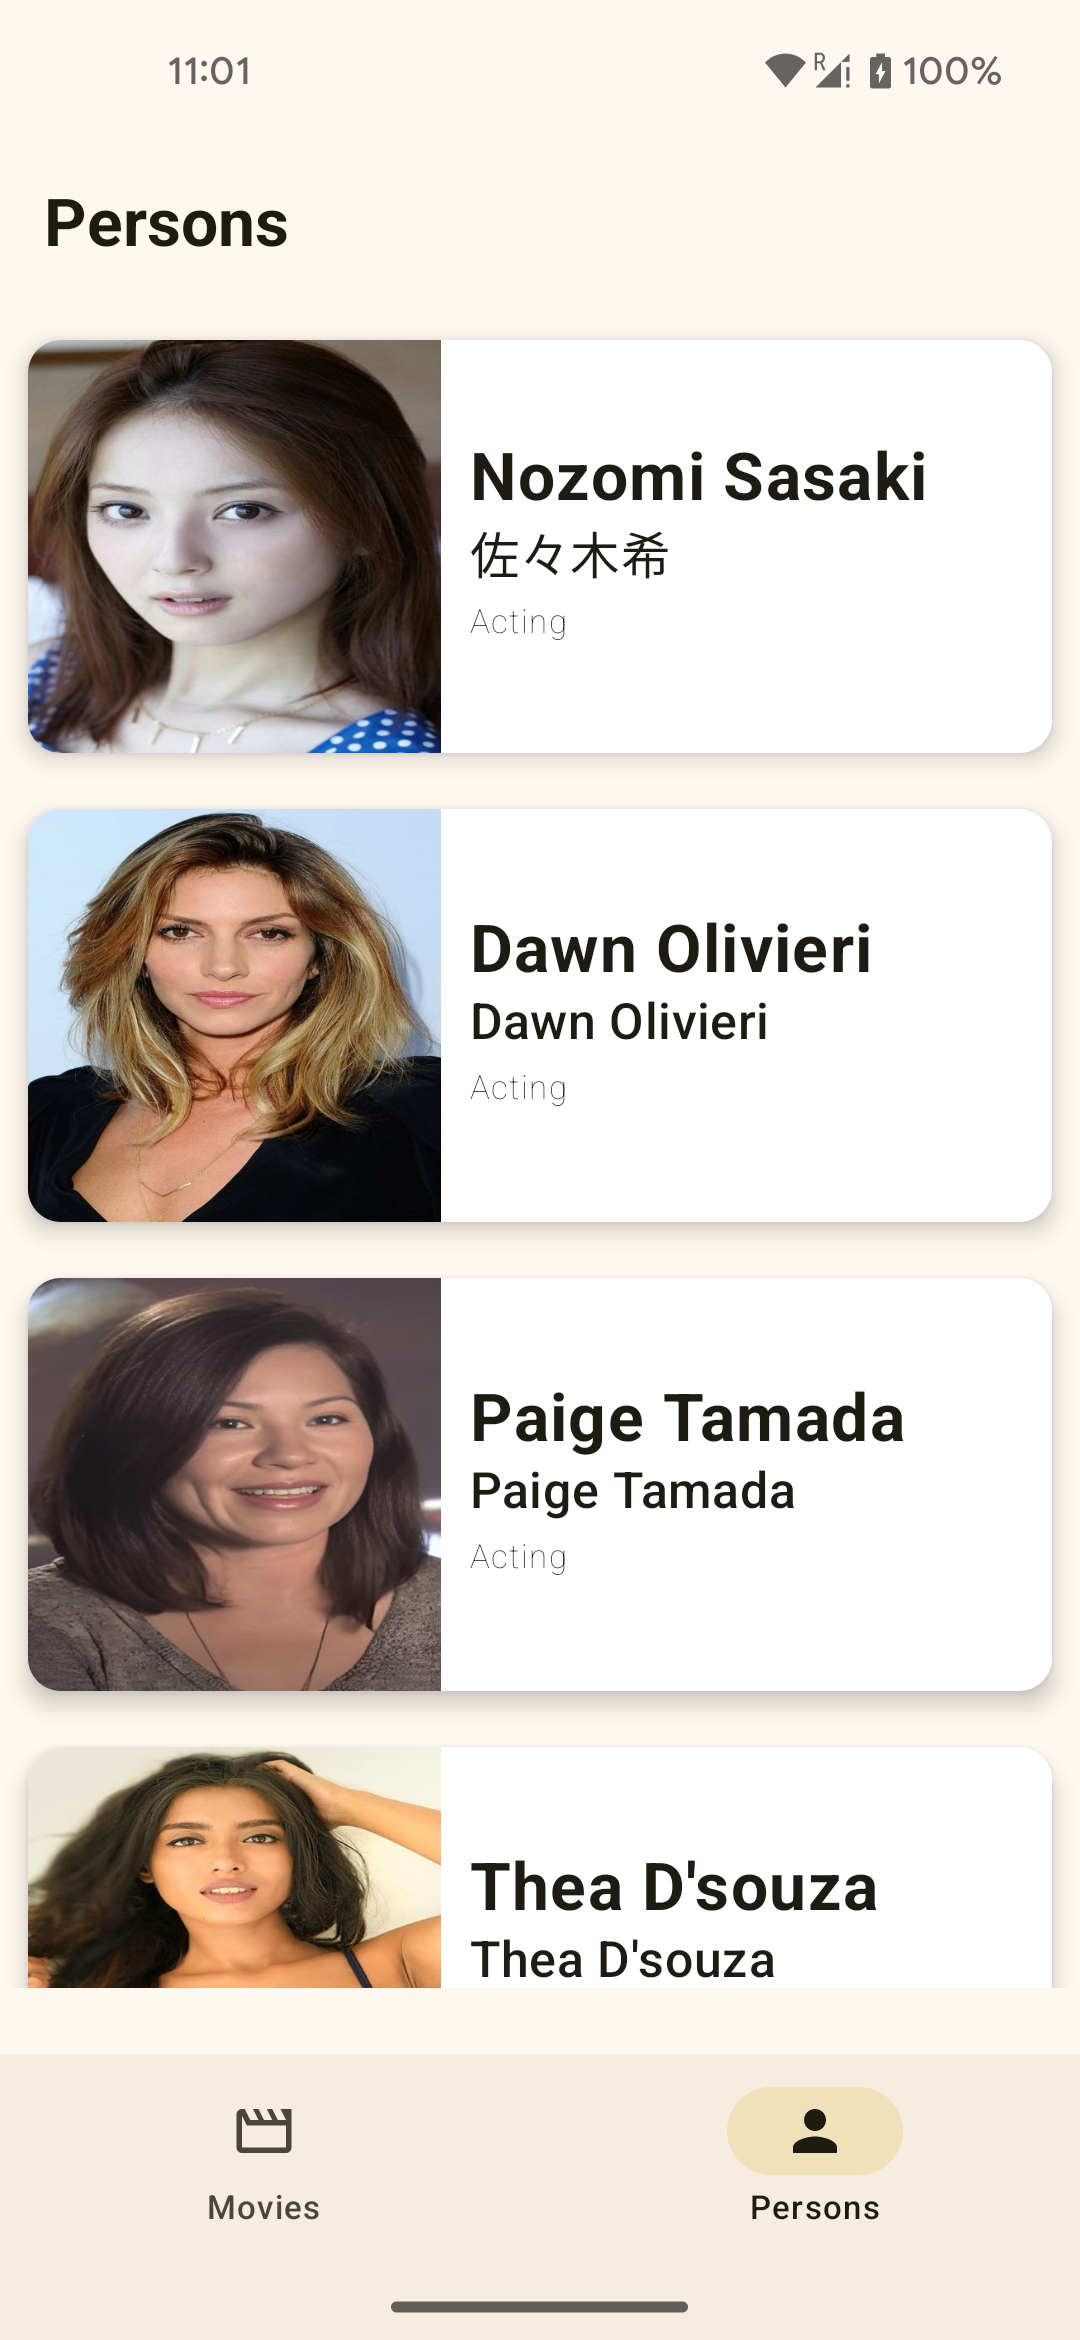 11:01
R
100%
Persons
Nozomi Sasaki
佐々木希
Acting
Dawn Olivieri
Dawn Olivieri
Acting
Paige Tamada
Paige Tamada
Acting
Thea D'souza
Thea D'souza
Movies
Persons